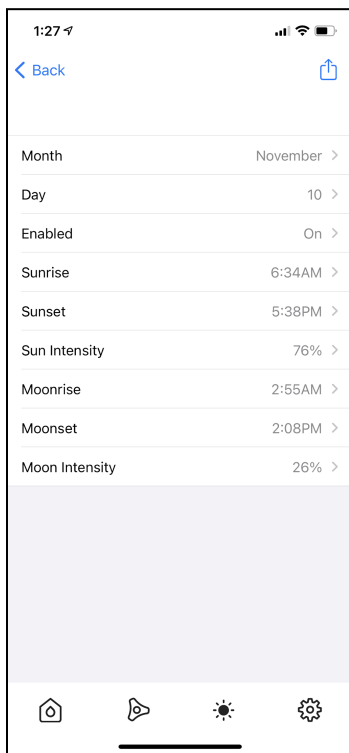 1:27
Back
Month November
Day 10
Enabled On
Sunrise 6:34AM
Sunset 5:38PM
Sun Intensity 76%
Moonrise 2:55AM
Moonset 2:08PM
Moon Intensity 26%